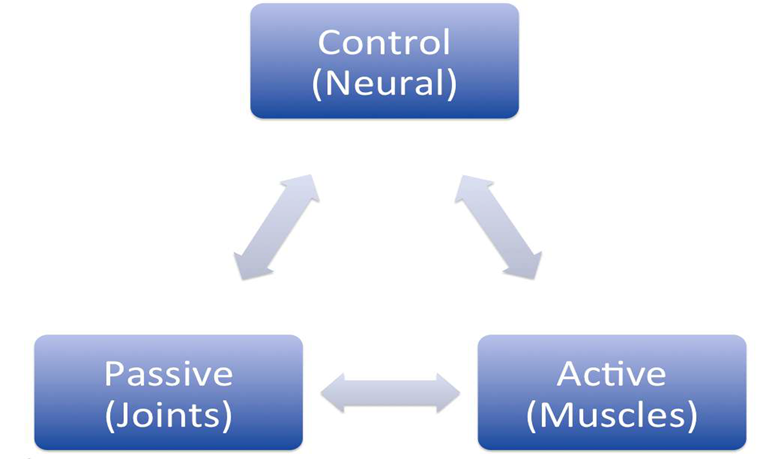 Control
(Neural)
Passive
(Joints)
Active
(Muscles)